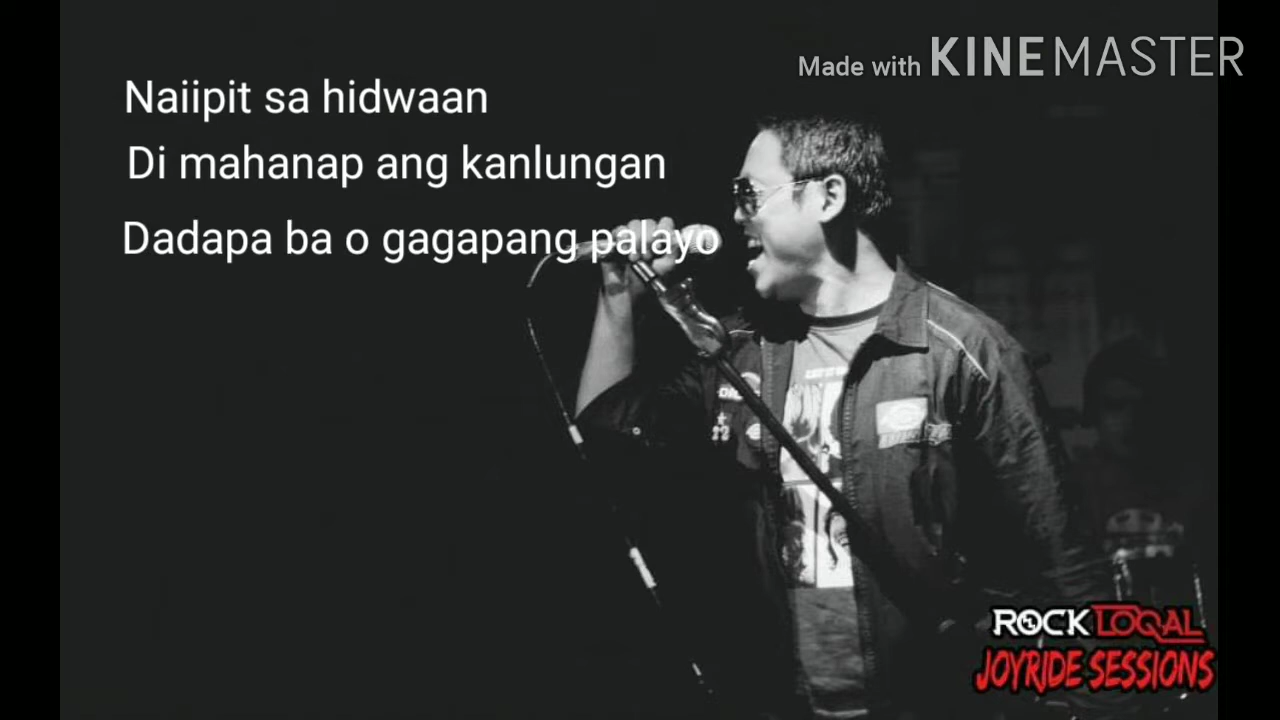 Made with KINEMASTER
Naiipit sa hidwaan
Di mahanap ang kanlungan
Dadapa ba o gagapang palayo
ROCK LOQAL
JOYRIDE SESSIONS